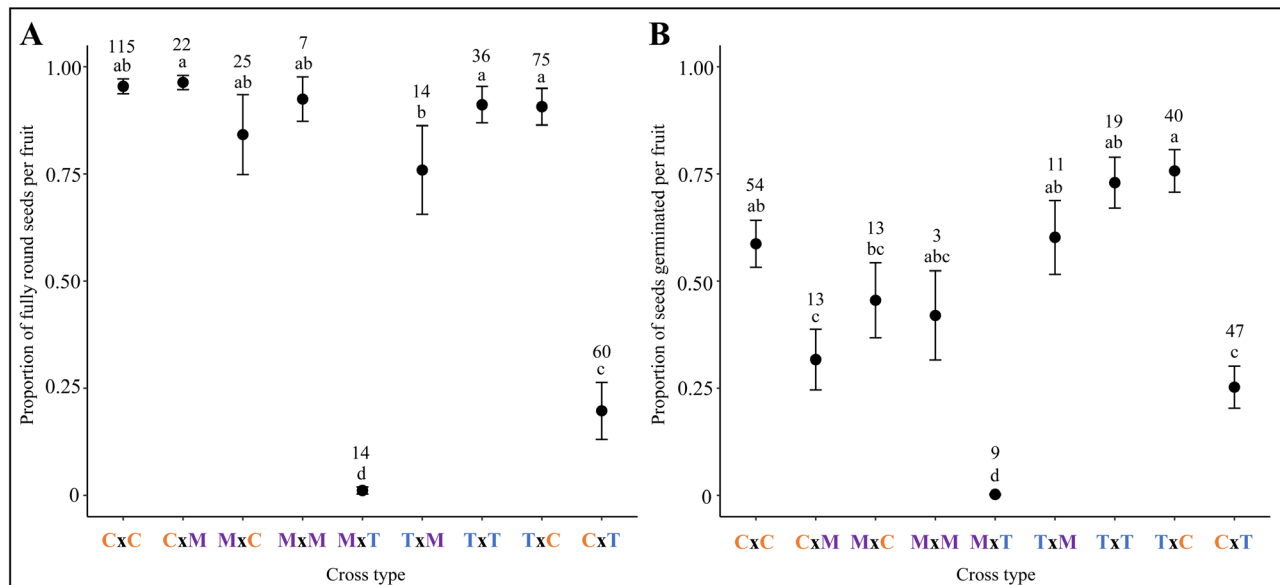 A
Proportion of fully round seeds per fruit
1.00
0.75
0.50
0.25
0
115
ab
22
a
25
ab
7
ab
14
d
14
b
36
a
75
a
60
c
CxC CxM MxC MxM MxT TxM TxT TxC CxT
Cross type
B
Proportion of seeds germinated per fruit
1.00
0.75
0.50
0.25
0
54
ab
13
c
13
bc
3
abc
9
d
11
ab
19
ab
40
a
47
c
CxC CxM MxC MxM MxT TxM TxT TxC CxT
Cross type